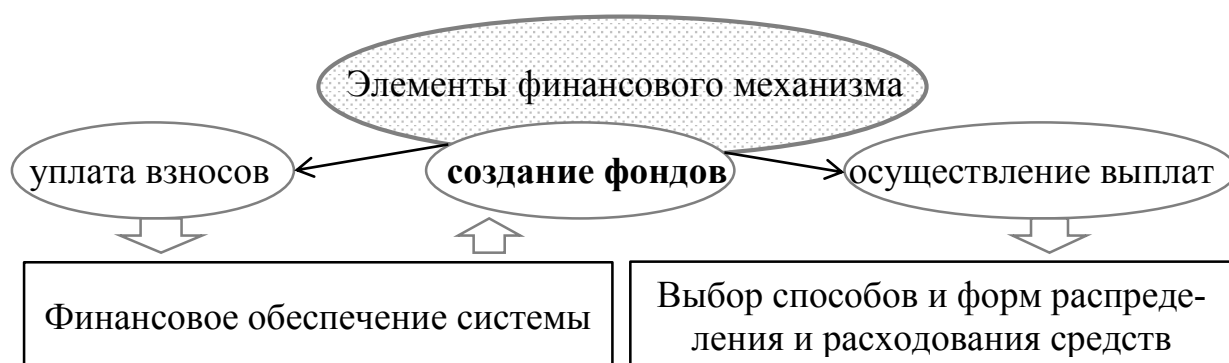 Элементы финансового механизма
уплата взносов
создание фондов
осуществление выплат
Финансовое обеспечение системы
Выбор способов и форм распреде-
ления и расходования средств